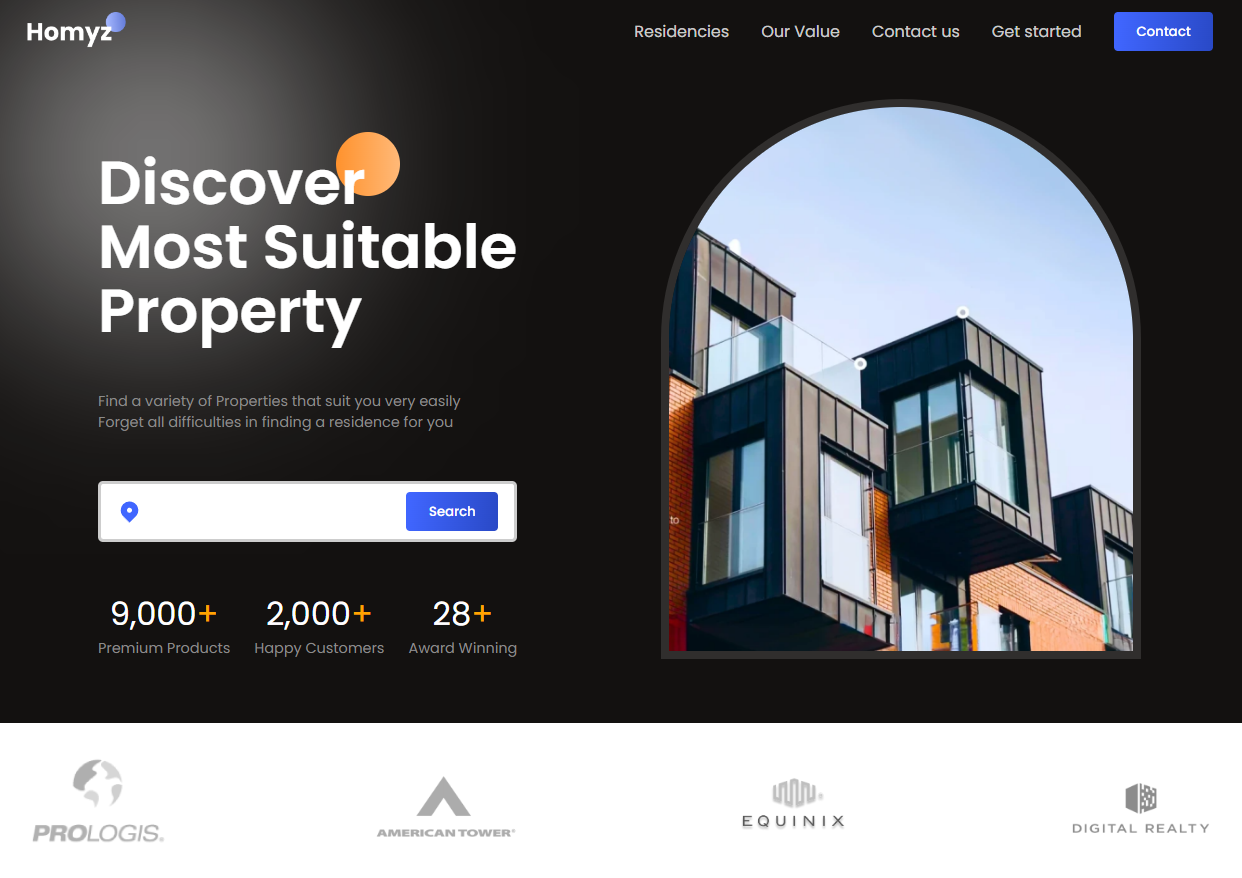 Homyz
Residencies
Our Value
Contact us
Get started
Contact
Discover
Most Suitable
Property
Find a variety of Properties that suit you very easily
Forget all difficulties in finding a residence for you
Search
9,000+
2,000+
28+
Premium Products
Happy Customers
Award Winning
to
PROLOGIS®
AMERICAN TOWER®
EQUINIX
DIGITAL REALTY